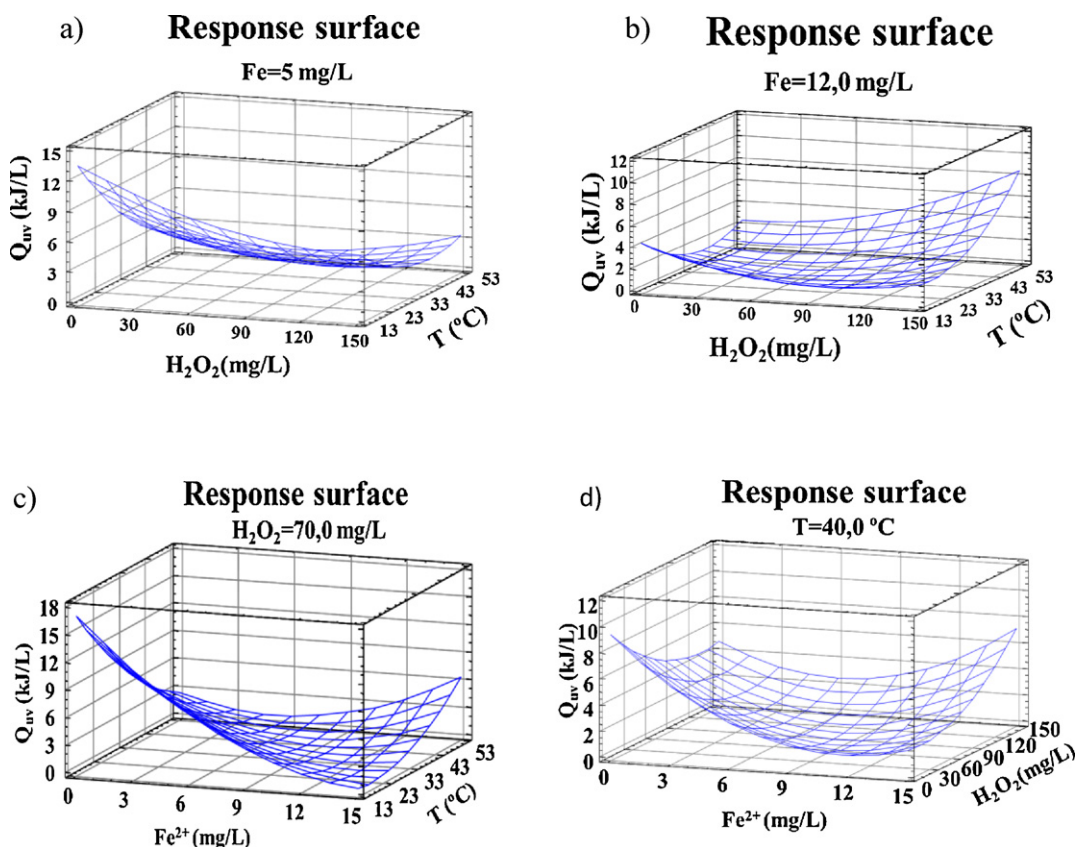 a) Response surface
Fe=5 mg/L
15
12
9
6
3
0
Quv (kJ/L)
0 30 60 90 120 150
H₂O₂(mg/L)
13 23 33 43 53
T (ºC)
b) Response surface
Fe=12,0 mg/L
12
10
8
6
4
2
0
Quv (kJ/L)
0 30 60 90 120 150
H₂O₂(mg/L)
13 23 33 43 53
T (ºC)
c) Response surface
H₂O₂=70,0 mg/L
18
15
12
9
6
3
0
Quv (kJ/L)
0 3 6 9 12 15
Fe²⁺ (mg/L)
13 23 33 43 53
T (ºC)
d) Response surface
T=40,0 ºC
12
10
8
6
4
2
0
Quv (kJ/L)
0 3 6 9 12 15
Fe²⁺ (mg/L)
0 30 60 90 120 150
H₂O₂(mg/L)